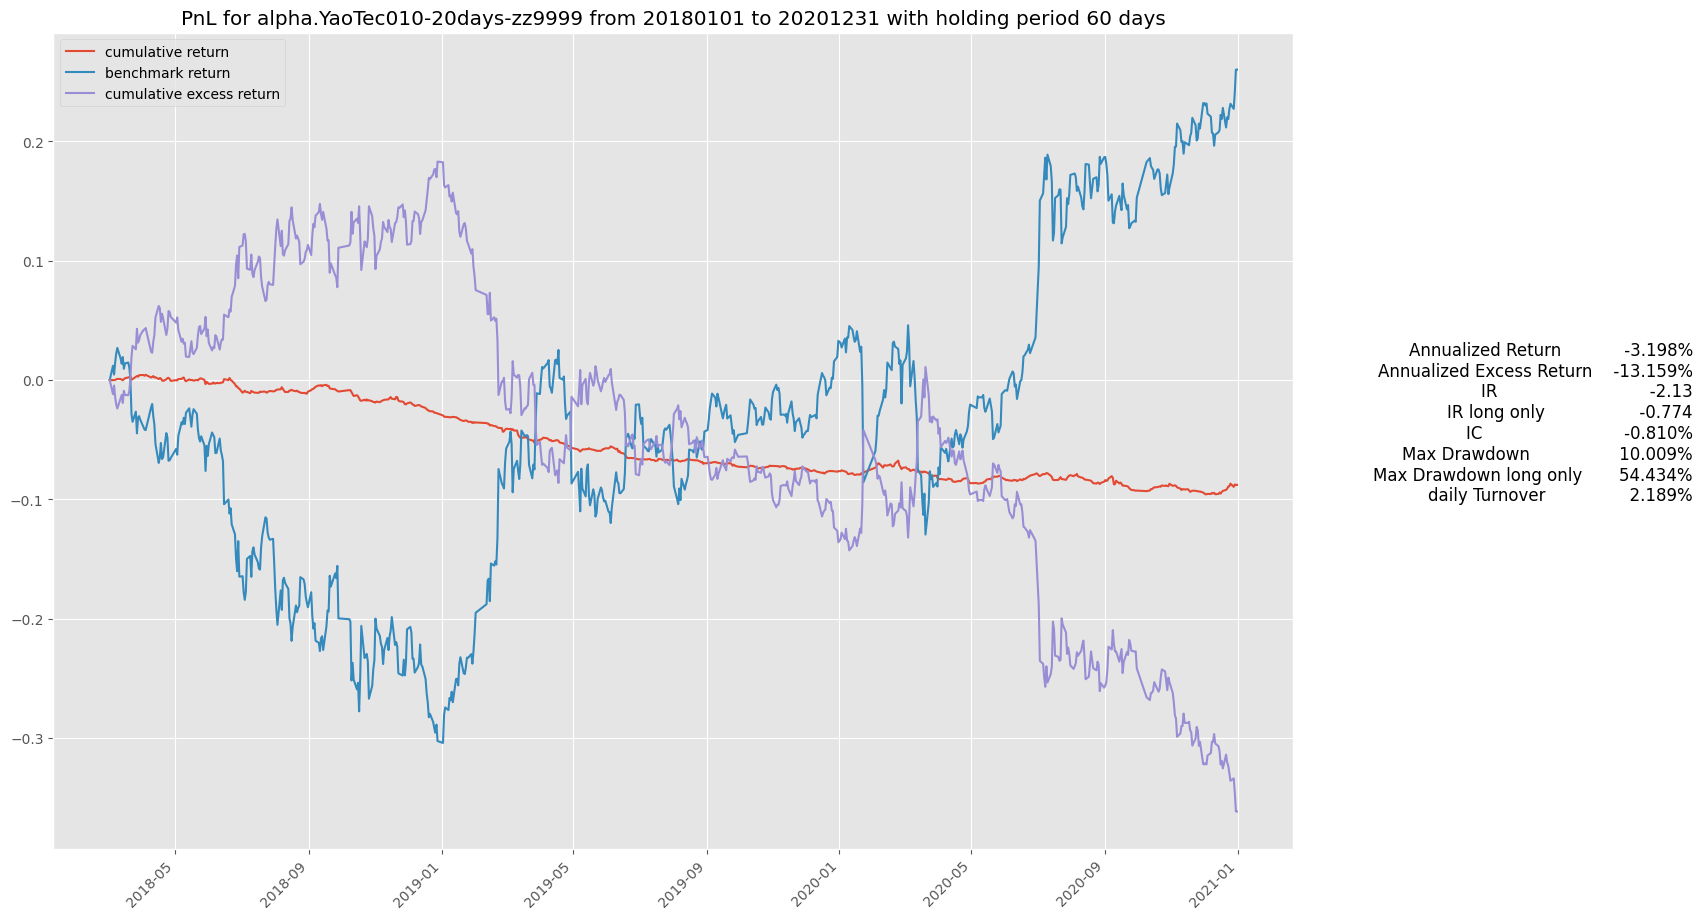 PnL for alpha.YaoTec010-20days-zz9999 from 20180101 to 20201231 with holding period 60 days
cumulative return
benchmark return
cumulative excess return
0.2
0.1
0.0
−0.1
−0.2
−0.3
2018-05
2018-09
2019-01
2019-05
2019-09
2020-01
2020-05
2020-09
2021-01
Annualized Return -3.198%
Annualized Excess Return -13.159%
IR -2.13
IR long only -0.774
IC -0.810%
Max Drawdown 10.009%
Max Drawdown long only 54.434%
daily Turnover 2.189%